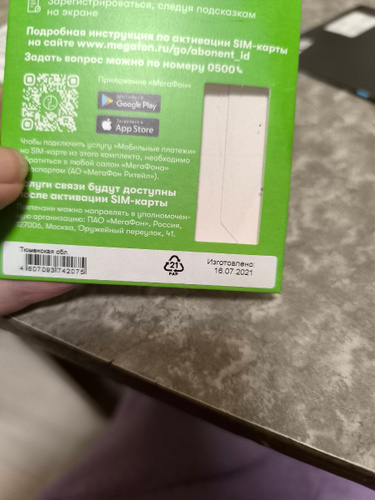 Зарегистрироваться, следуя подсказкам
на экране
Подробная инструкция по активации SIM-карты
на сайте www.megafon.ru/go/abonent_id
Задать вопрос можно по номеру 0500
Приложение «МегаФон»
Google Play
Загрузите в
App Store
Чтобы подключить услугу «Мобильные платежи»
на SIM-карте из этого комплекта, необходимо
обратиться в любой салон «МегаФона»
паспортом (АО «МегаФон Ритейл»).
слуги связи будут доступны
осле активации SIM-карты
можно направлять в уполномочен-
ную организацию: ПАО «МегаФон», Россия,
127006, Москва, Оружейный переулок, 41.
Тюменская обл.
Изготовлено:
16.07.2021
21
PAP